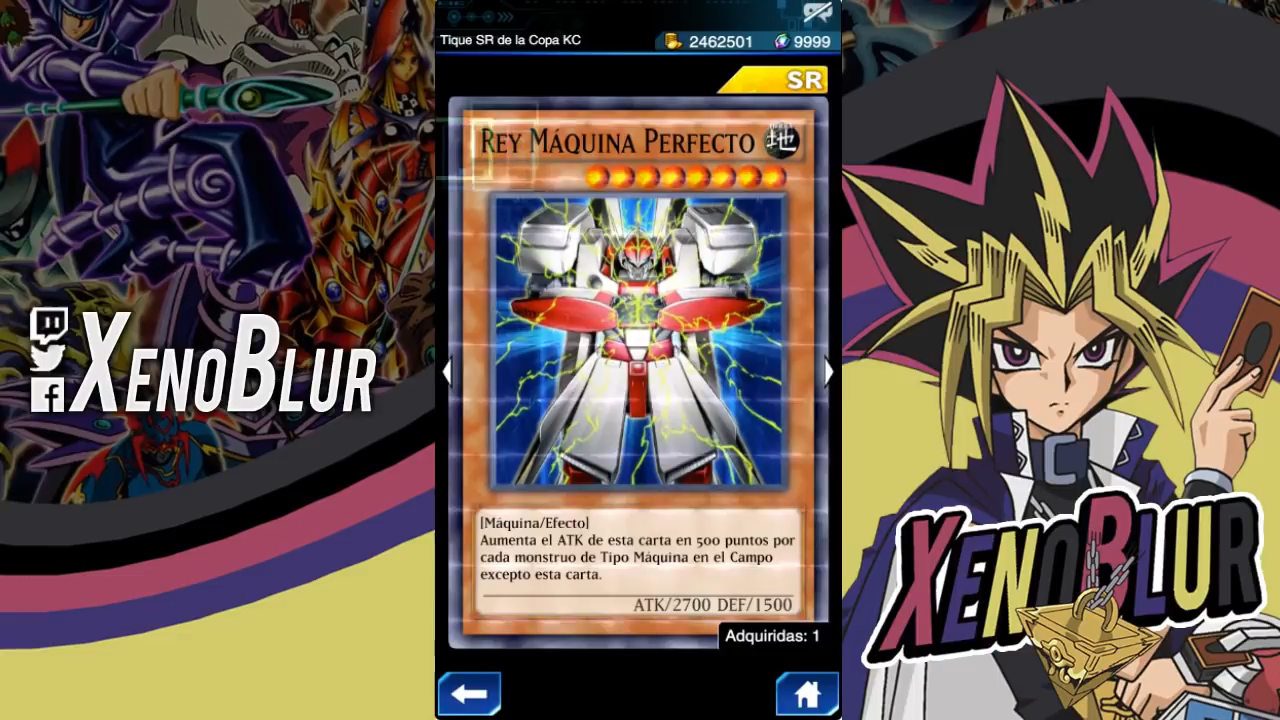 Tique SR de la Copa KC
2462501
9999
SR
REY MÁQUINA PERFECTO
地
[Máquina/Efecto]
Aumenta el ATK de esta carta en 500 puntos por
cada monstruo de Tipo Máquina en el Campo
excepto esta carta.
ATK/2700 DEF/1500
Adquiridas: 1
XENOBLUR
XENOBLUR